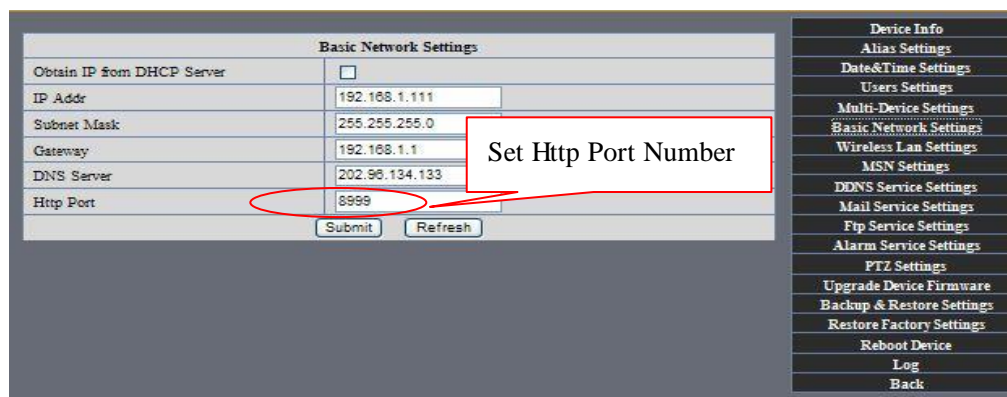 Basic Network Settings
Obtain IP from DHCP Server
IP Addr 192.168.1.111
Subnet Mask 255.255.255.0
Gateway 192.168.1.1
DNS Server 202.96.134.133
Http Port 8999
Submit Refresh
Set Http Port Number
Device Info
Alias Settings
Date&Time Settings
Users Settings
Multi-Device Settings
Basic Network Settings
Wireless Lan Settings
MSN Settings
DDNS Service Settings
Mail Service Settings
Ftp Service Settings
Alarm Service Settings
PTZ Settings
Upgrade Device Firmware
Backup & Restore Settings
Restore Factory Settings
Reboot Device
Log
Back